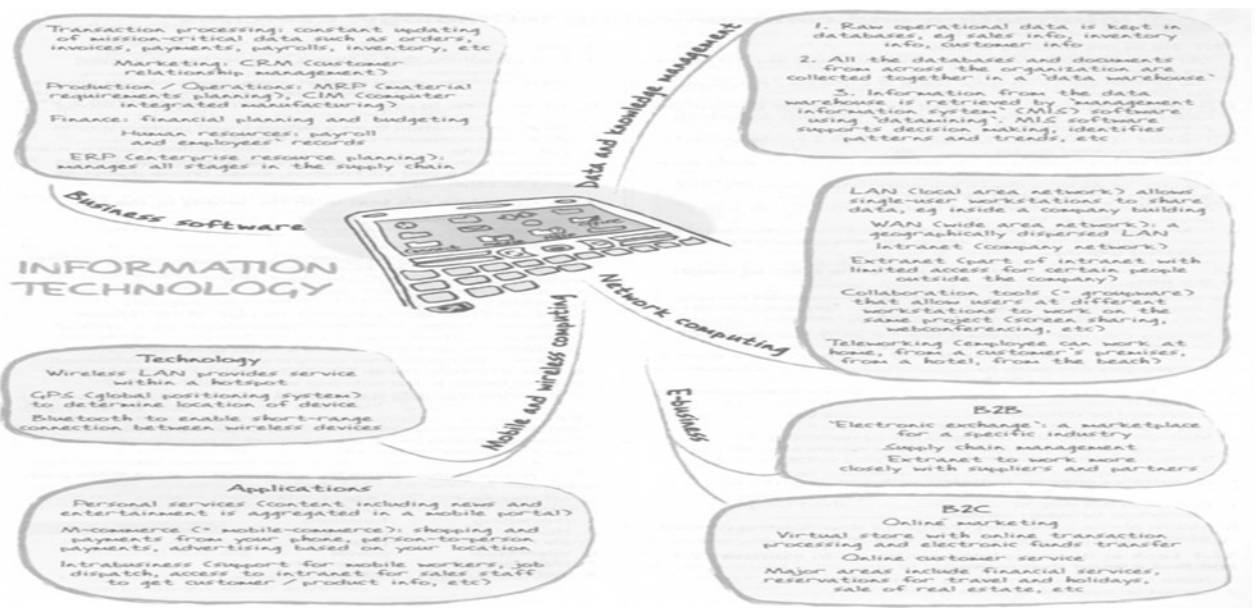 Transaction processing: constant updating
of mission-critical data such as orders,
invoices, payments, payrolls, inventory, etc
Marketing: CRM (customer
relationship management)
Production / Operations: MRP (material
requirements planning), CIM (computer
integrated manufacturing)
Finance: financial planning and budgeting
Human resources: payroll
and employees' records
ERP (enterprise resource planning):
manages all stages in the supply chain
Business software
Data and knowledge management
1. Raw operational data is kept in
databases, eg sales info, inventory
info, customer info
2. All the databases and documents
from across the organization are
collected together in a 'data warehouse'
3. Information from the data
warehouse is retrieved by 'management
information system' (MIS) software
using 'datamining'. MIS software
supports decision making, identifies
patterns and trends, etc
INFORMATION
TECHNOLOGY
Network computing
LAN (local area network) allows
single-user workstations to share
data, eg inside a company building
WAN (wide area network): a
geographically dispersed LAN
Intranet (company network)
Extranet (part of intranet with
limited access for certain people
outside the company)
Collaboration tools (= groupware)
that allow users at different
workstations to work on the
same project (screen sharing,
webconferencing, etc)
Teleworking (employee can work at
home, from a customer's premises,
from a hotel, from the beach)
Mobile and wireless computing
Technology
Wireless LAN provides service
within a hotspot
GPS (global positioning system)
to determine location of device
Bluetooth to enable short-range
connection between wireless devices
Applications
Personal services (content including news and
entertainment is aggregated in a mobile portal)
M-commerce (= mobile-commerce): shopping and
payments from your phone, person-to-person
payments, advertising based on your location
Intrabusiness (support for mobile workers, job
dispatch, access to intranet for sales staff
to get customer / product info, etc)
E-business
B2B
'Electronic exchange': a marketplace
for a specific industry
Supply chain management
Extranet to work more
closely with suppliers and partners
B2C
Online marketing
Virtual store with online transaction
processing and electronic funds transfer
Online customer service
Major areas include financial services,
reservations for travel and holidays,
sale of real estate, etc